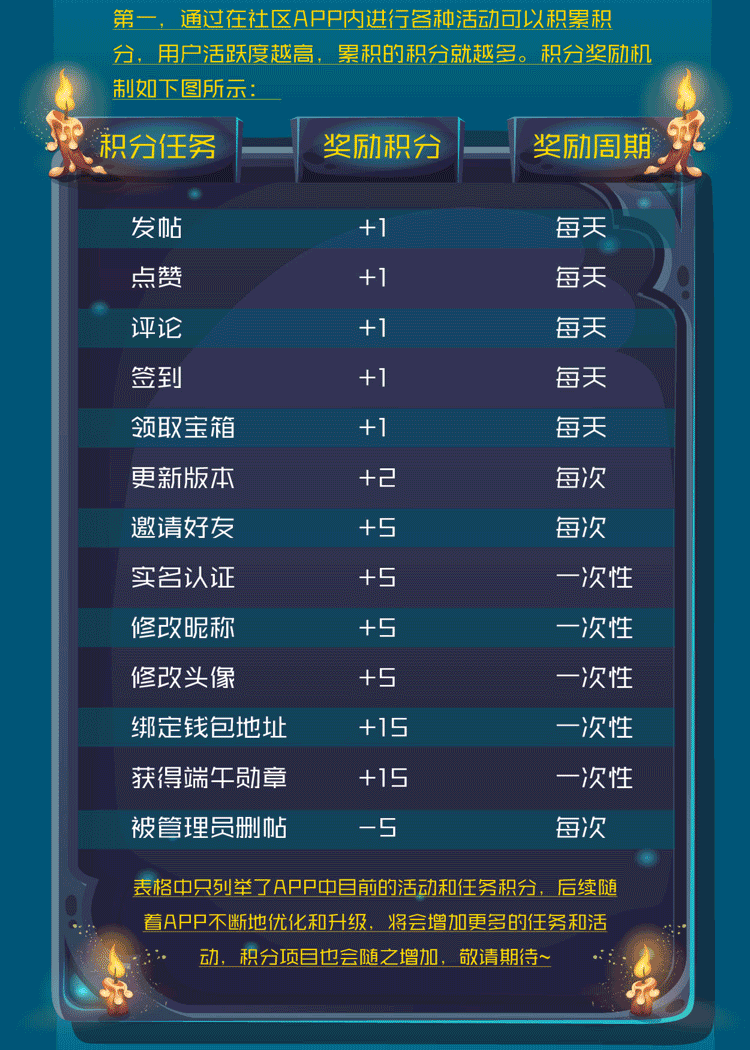 第一，通过在社区APP内进行各种活动可以积累积
分，用户活跃度越高，累积的积分就越多。积分奖励机
制如下图所示：
积分任务 奖励积分 奖励周期
发帖 +1 每天
点赞 +1 每天
评论 +1 每天
签到 +1 每天
领取宝箱 +1 每天
更新版本 +2 每次
邀请好友 +5 每次
实名认证 +5 一次性
修改昵称 +5 一次性
修改头像 +5 一次性
绑定钱包地址 +15 一次性
获得端午勋章 +15 一次性
被管理员删帖 -5 每次
表格中只列举了APP中目前的活动和任务积分，后续随
着APP不断地优化和升级，将会增加更多的任务和活
动，积分项目也会随之增加，敬请期待~